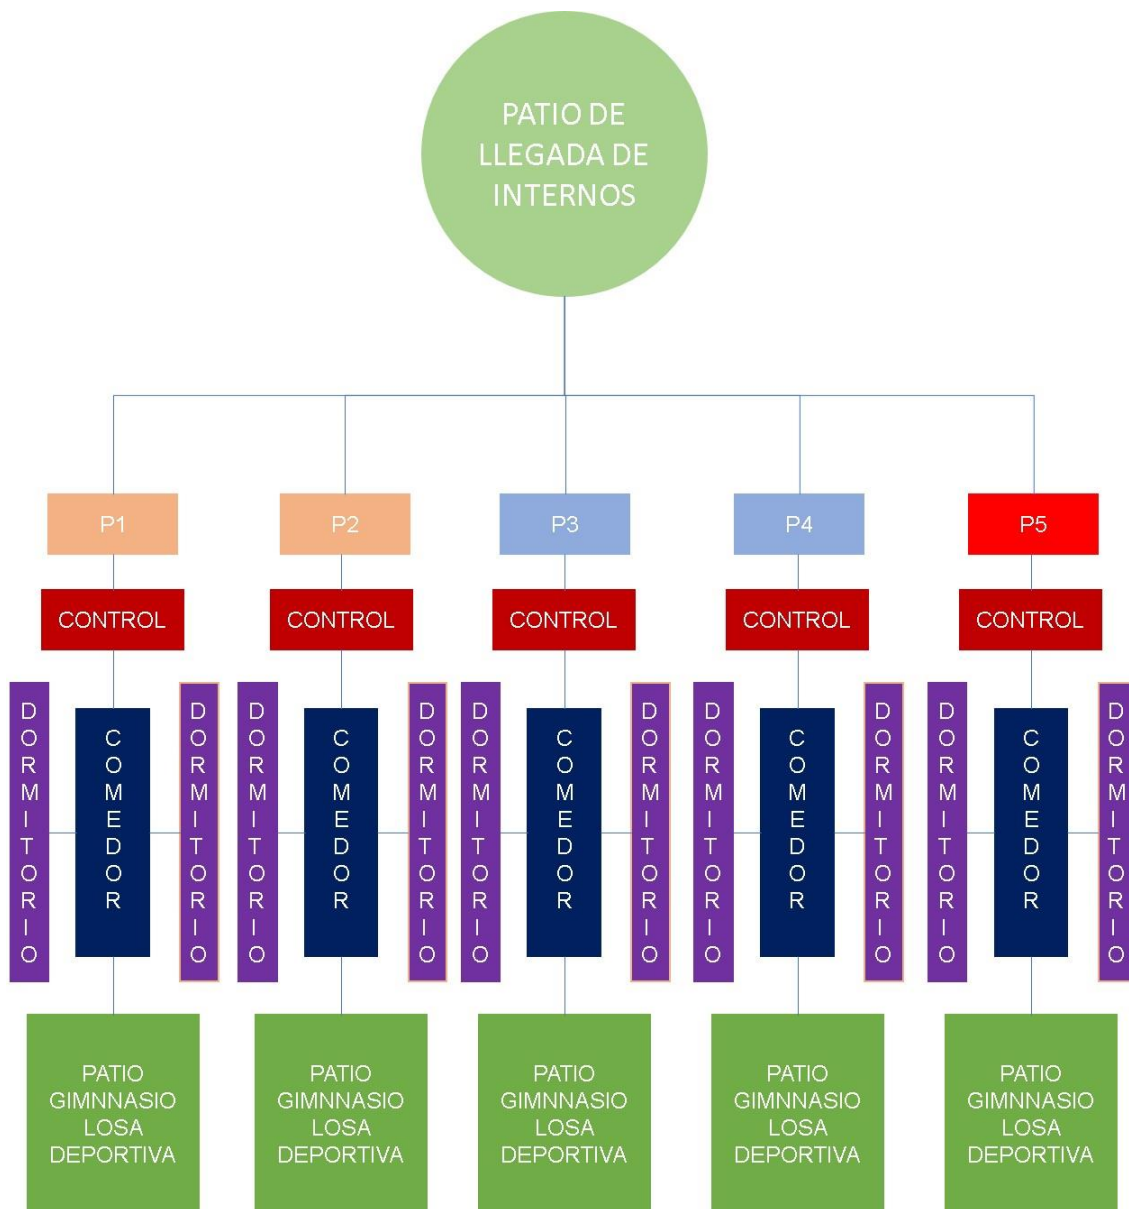 PATIO DE
LLEGADA DE
INTERNOS
P1
P2
P3
P4
P5
CONTROL
CONTROL
CONTROL
CONTROL
CONTROL
DORMITORIO
COMEDOR
DORMITORIO
DORMITORIO
COMEDOR
DORMITORIO
DORMITORIO
COMEDOR
DORMITORIO
DORMITORIO
COMEDOR
DORMITORIO
DORMITORIO
COMEDOR
DORMITORIO
PATIO
GIMNNASIO
LOSA
DEPORTIVA
PATIO
GIMNNASIO
LOSA
DEPORTIVA
PATIO
GIMNNASIO
LOSA
DEPORTIVA
PATIO
GIMNNASIO
LOSA
DEPORTIVA
PATIO
GIMNNASIO
LOSA
DEPORTIVA